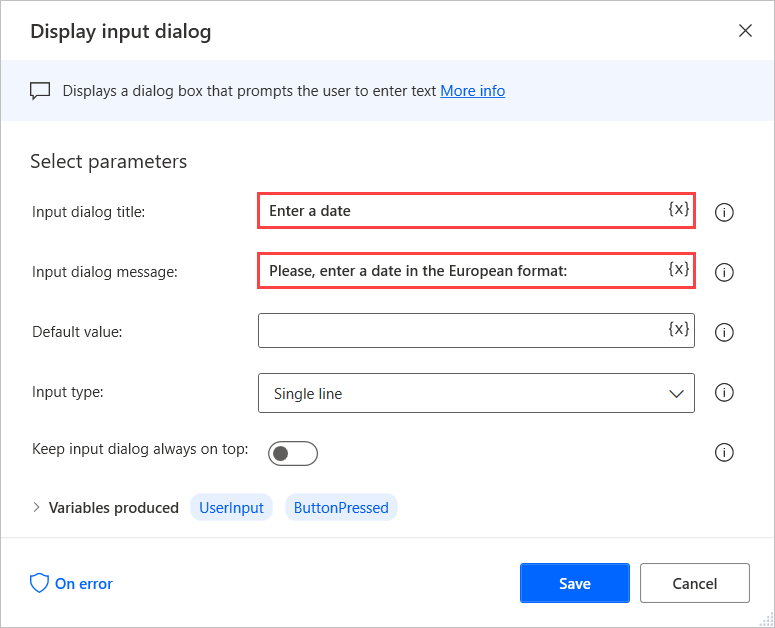 Display input dialog
Displays a dialog box that prompts the user to enter text More info
Select parameters
Input dialog title: Enter a date {x}
Input dialog message: Please, enter a date in the European format: {x}
Default value: {x}
Input type: Single line
Keep input dialog always on top:
Variables produced UserInput ButtonPressed
On error Save Cancel